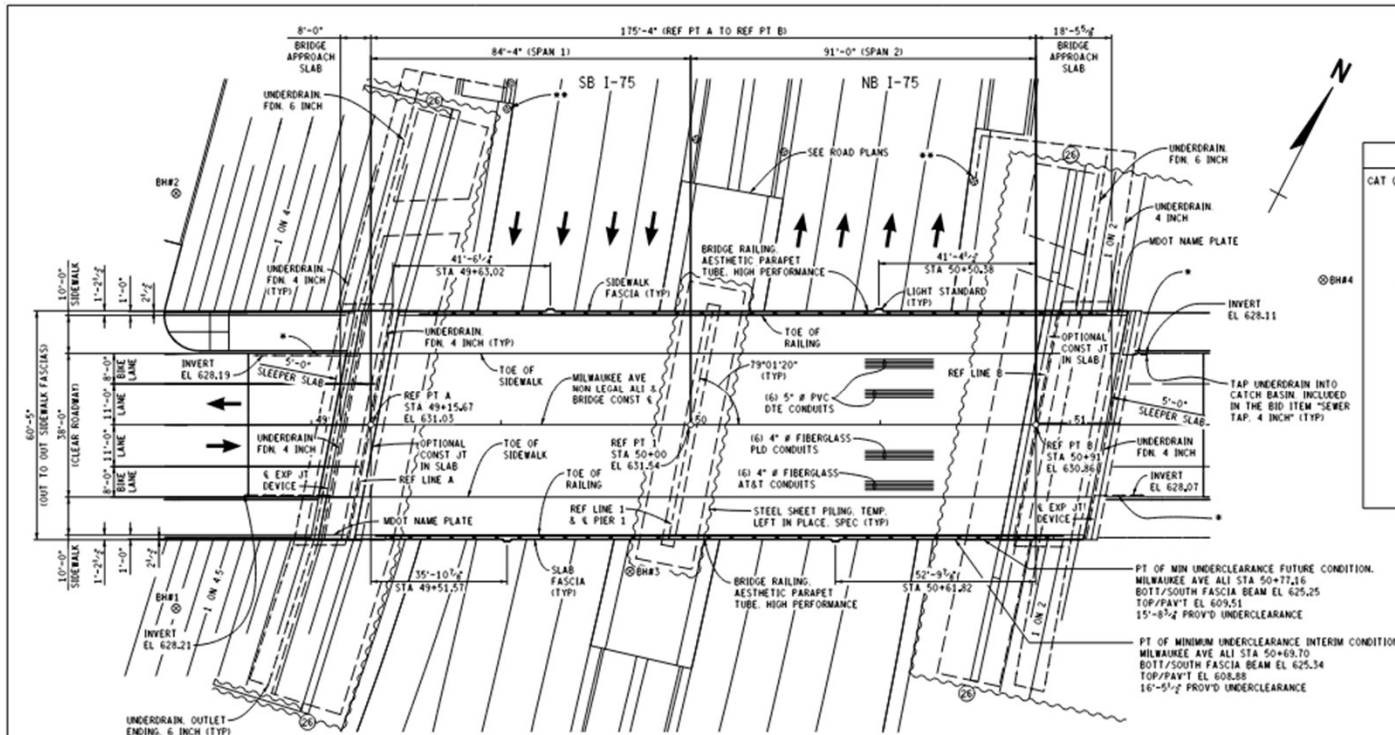 8'-0"
175'-4" (REF PT A TO REF PT B)
18'-5⅝"
BRIDGE
APPROACH
SLAB
84'-4" (SPAN 1)
91'-0" (SPAN 2)
BRIDGE
APPROACH
SLAB
SB I-75
NB I-75
N
UNDERDRAIN,
FDN, 6 INCH
26
**
SEE ROAD PLANS
**
26
UNDERDRAIN,
FDN, 6 INCH
CAT (
BH#2
1 ON 4
UNDERDRAIN,
4 INCH
1 ON 2
MDOT NAME PLATE
BRIDGE RAILING,
AESTHETIC PARAPET
TUBE, HIGH PERFORMANCE
UNDERDRAIN,
FDN, 4 INCH
(TYP)
41'-6¼"
STA 49+63.02
41'-4½"
STA 50+50.38
SIDEWALK
FASCIA (TYP)
LIGHT STANDARD
(TYP)
*
BH#4
10'-0"
SIDEWALK
1'-2½"
1'-0"
2½"
INVERT
EL 628.11
UNDERDRAIN,
FDN, 4 INCH (TYP)
TOE OF
RAILING
OPTIONAL
CONST JT
IN SLAB
*
INVERT
EL 628.19
5'-0"
SLEEPER SLAB
TOE OF
SIDEWALK
79°01'20"
(TYP)
REF LINE B
60'-5"
(OUT TO OUT SIDEWALK FASCIAS)
38'-0"
(CLEAR ROADWAY)
8'-0"
BIKE
LANE
11'-0"
LANE
11'-0"
LANE
8'-0"
BIKE
LANE
MILWAUKEE AVE
NON LEGAL ALI &
BRIDGE CONST ℄
(6) 5" Ø PVC
DTE CONDUITS
5'-0"
SLEEPER SLAB
TAP UNDERDRAIN INTO
CATCH BASIN. INCLUDED
IN THE BID ITEM "SEWER
TAP, 4 INCH" (TYP)
49
REF PT A
STA 49+15.67
EL 631.03
50
51
UNDERDRAIN,
FDN, 4 INCH
OPTIONAL
CONST JT
IN SLAB
TOE OF
SIDEWALK
REF PT 1
STA 50+00
EL 631.54
(6) 4" Ø FIBERGLASS
PLD CONDUITS
REF PT B
STA 50+91
EL 630.86
UNDERDRAIN
FDN, 4 INCH
℄ EXP JT
DEVICE
REF LINE A
TOE OF
RAILING
(6) 4" Ø FIBERGLASS
AT&T CONDUITS
INVERT
EL 628.07
MDOT NAME PLATE
REF LINE 1
& ℄ PIER 1
STEEL SHEET PILING, TEMP,
LEFT IN PLACE, SPEC (TYP)
℄ EXP JT
DEVICE
*
10'-0"
SIDEWALK
1'-2½"
1'-0"
2½"
35'-10⅞"
STA 49+51.57
SLAB
FASCIA
(TYP)
BH#3
BRIDGE RAILING,
AESTHETIC PARAPET
TUBE, HIGH PERFORMANCE
52'-9⅞"
STA 50+61.82
1 ON 2
PT OF MIN UNDERCLEARANCE FUTURE CONDITION,
MILWAUKEE AVE ALI STA 50+77.16
BOTT/SOUTH FASCIA BEAM EL 625.25
TOP/PAV'T EL 609.51
15'-8¾" PROV'D UNDERCLEARANCE
BH#1
1 ON 4.5
INVERT
EL 628.21
PT OF MINIMUM UNDERCLEARANCE INTERIM CONDITIO
MILWAUKEE AVE ALI STA 50+69.70
BOTT/SOUTH FASCIA BEAM EL 625.34
TOP/PAV'T EL 608.88
16'-5½" PROV'D UNDERCLEARANCE
26
26
UNDERDRAIN, OUTLET
ENDING, 6 INCH (TYP)